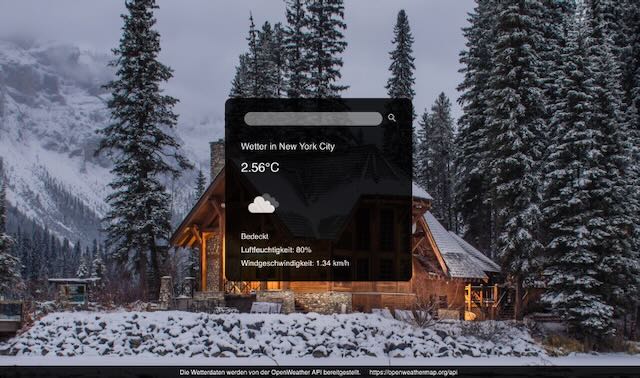 Wetter in New York City
2.56°C
Bedeckt
Luftfeuchtigkeit: 80%
Windgeschwindigkeit: 1.34 km/h
Die Wetterdaten werden von der OpenWeather API bereitgestellt. https://openweathermap.org/api